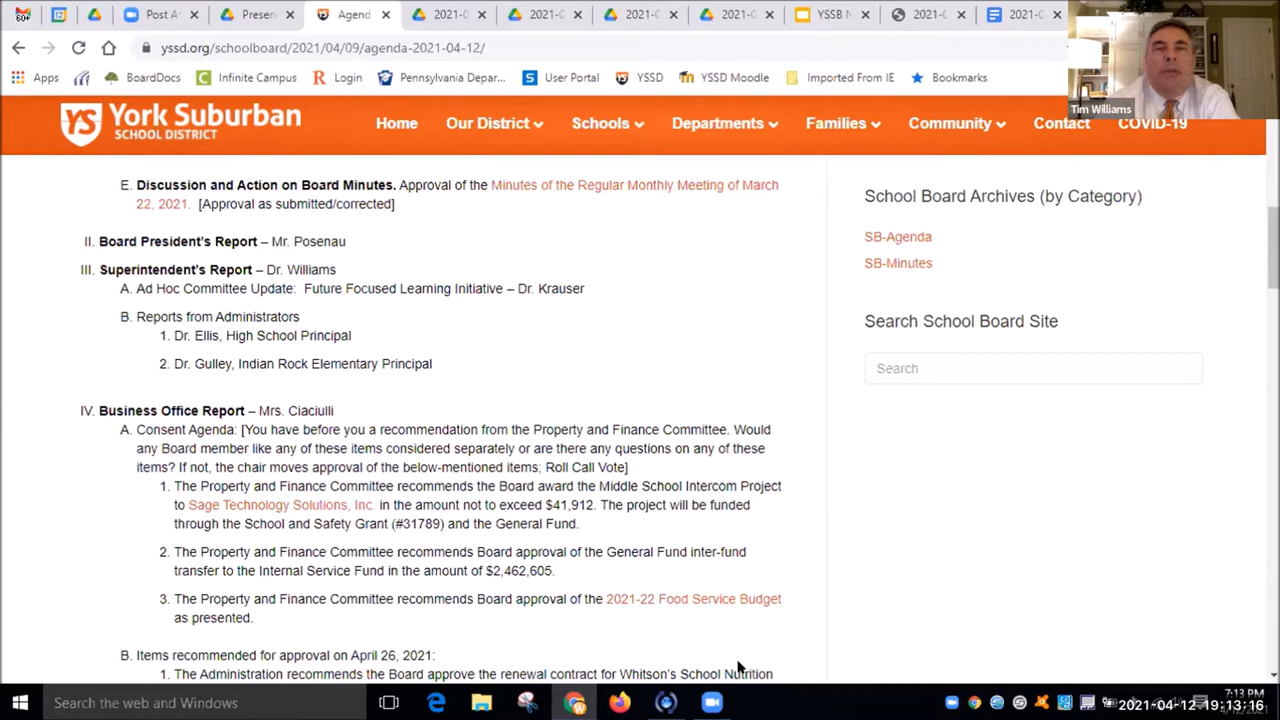 Post A
Presen
Agend
2021-0
2021-0
2021-0
2021-0
YSSB M
2021-0
2021-0
yssd.org/schoolboard/2021/04/09/agenda-2021-04-12/
Apps
BoardDocs
Infinite Campus
Login
Pennsylvania Depar...
User Portal
YSSD
YSSD Moodle
Imported From IE
Bookmarks
Tim Williams
YS
York Suburban
SCHOOL DISTRICT
Home
Our District
Schools
Departments
Families
Community
Contact
COVID-19
E. Discussion and Action on Board Minutes. Approval of the Minutes of the Regular Monthly Meeting of March
22, 2021. [Approval as submitted/corrected]
II. Board President's Report – Mr. Posenau
III. Superintendent's Report – Dr. Williams
A. Ad Hoc Committee Update: Future Focused Learning Initiative – Dr. Krauser
B. Reports from Administrators
1. Dr. Ellis, High School Principal
2. Dr. Gulley, Indian Rock Elementary Principal
IV. Business Office Report – Mrs. Ciaciulli
A. Consent Agenda: [You have before you a recommendation from the Property and Finance Committee. Would
any Board member like any of these items considered separately or are there any questions on any of these
items? If not, the chair moves approval of the below-mentioned items; Roll Call Vote]
1. The Property and Finance Committee recommends the Board award the Middle School Intercom Project
to Sage Technology Solutions, Inc. in the amount not to exceed $41,912. The project will be funded
through the School and Safety Grant (#31789) and the General Fund.
2. The Property and Finance Committee recommends Board approval of the General Fund inter-fund
transfer to the Internal Service Fund in the amount of $2,462,605.
3. The Property and Finance Committee recommends Board approval of the 2021-22 Food Service Budget
as presented.
B. Items recommended for approval on April 26, 2021:
1. The Administration recommends the Board approve the renewal contract for Whitson's School Nutrition
School Board Archives (by Category)
SB-Agenda
SB-Minutes
Search School Board Site
Search
Search the web and Windows
7:13 PM
2021-04-12 19:13:16